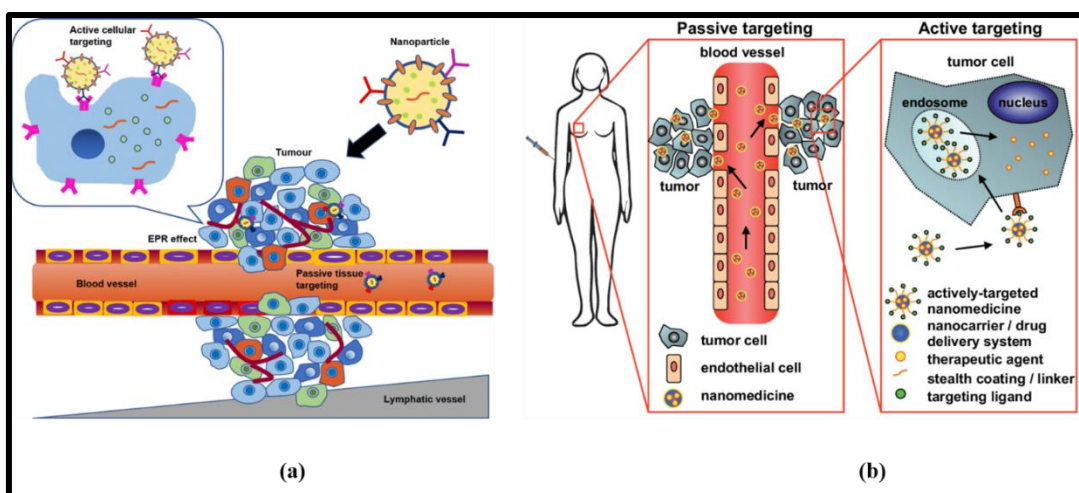 Active cellular
targeting
Nanoparticle
Tumour
EPR effect
Blood vessel
Passive tissue
targeting
Lymphatic vessel
(a)
Passive targeting
blood vessel
tumor
tumor
tumor cell
endothelial cell
nanomedicine
Active targeting
tumor cell
endosome
nucleus
actively-targeted
nanomedicine
nanocarrier / drug
delivery system
therapeutic agent
stealth coating / linker
targeting ligand
(b)